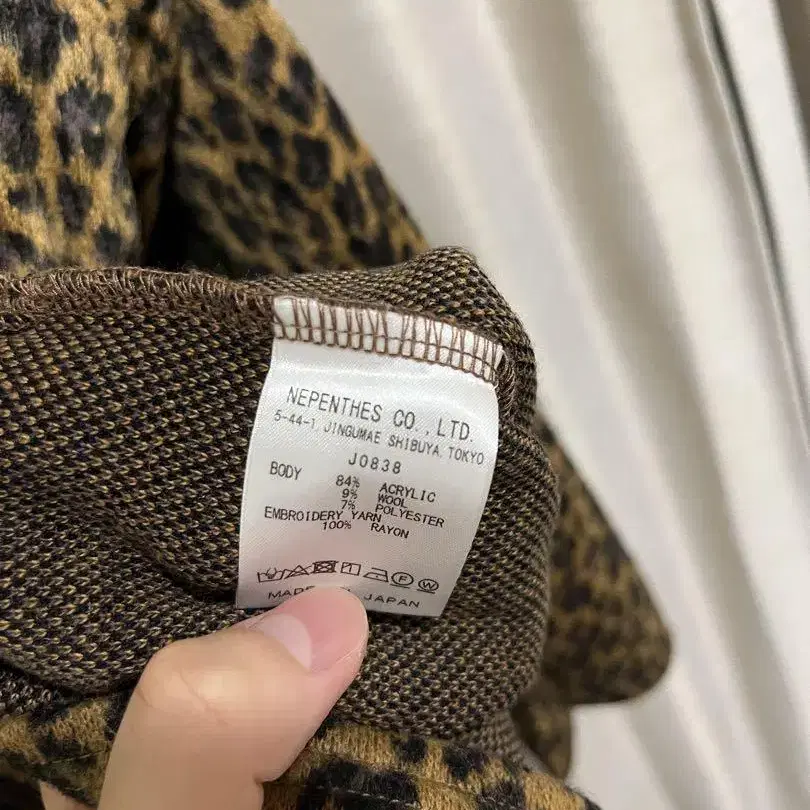 NEPENTHES CO.,LTD.
5-44-1, JINGUMAE SHIBUYA, TOKYO
J0838
BODY 84% ACRYLIC
9% WOOL
7% POLYESTER
EMBROIDERY YARN
100% RAYON
F W
JAPAN